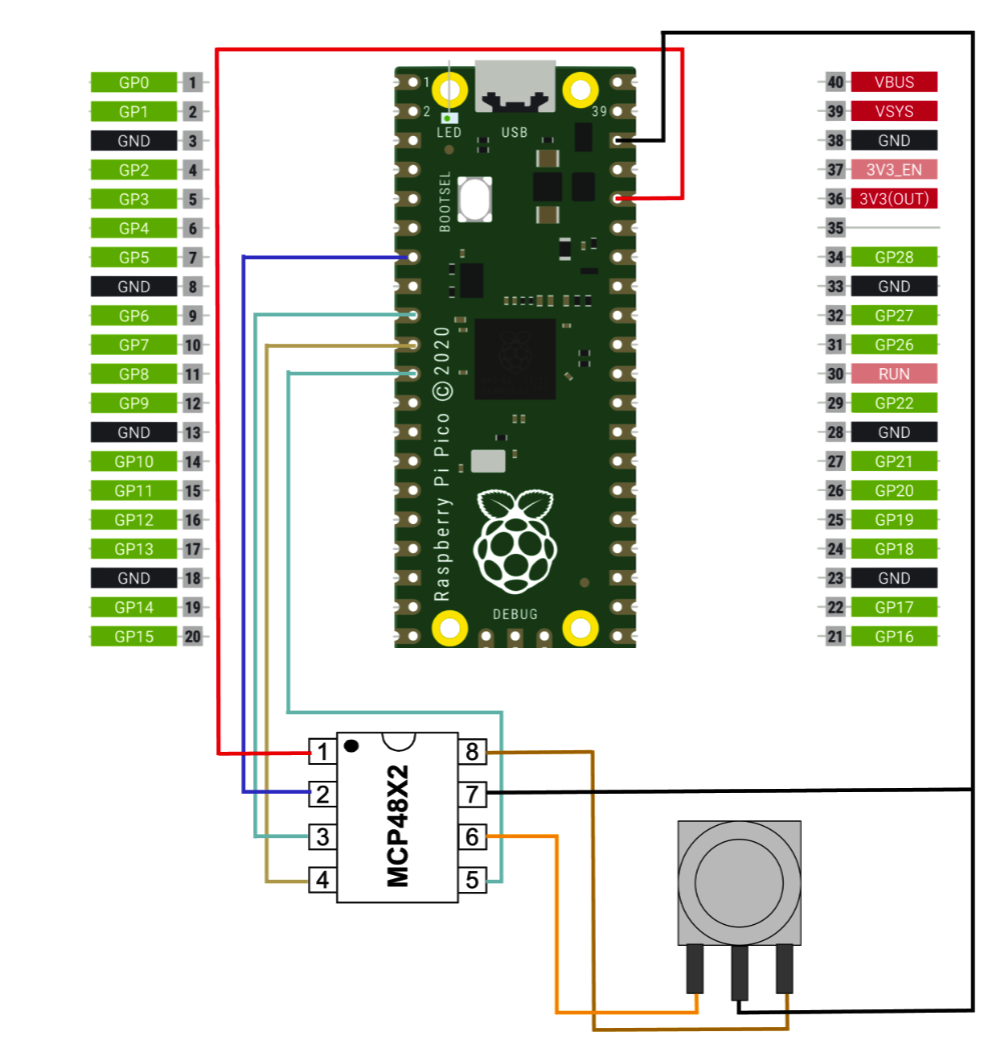 GP0 1
GP1 2
GND 3
GP2 4
GP3 5
GP4 6
GP5 7
GND 8
GP6 9
GP7 10
GP8 11
GP9 12
GND 13
GP10 14
GP11 15
GP12 16
GP13 17
GND 18
GP14 19
GP15 20
1
2
39
LED
USB
BOOTSEL
Raspberry Pi Pico ©2020
DEBUG
40 VBUS
39 VSYS
38 GND
37 3V3_EN
36 3V3(OUT)
35
34 GP28
33 GND
32 GP27
31 GP26
30 RUN
29 GP22
28 GND
27 GP21
26 GP20
25 GP19
24 GP18
23 GND
22 GP17
21 GP16
1
2
3
4
MCP48X2
8
7
6
5